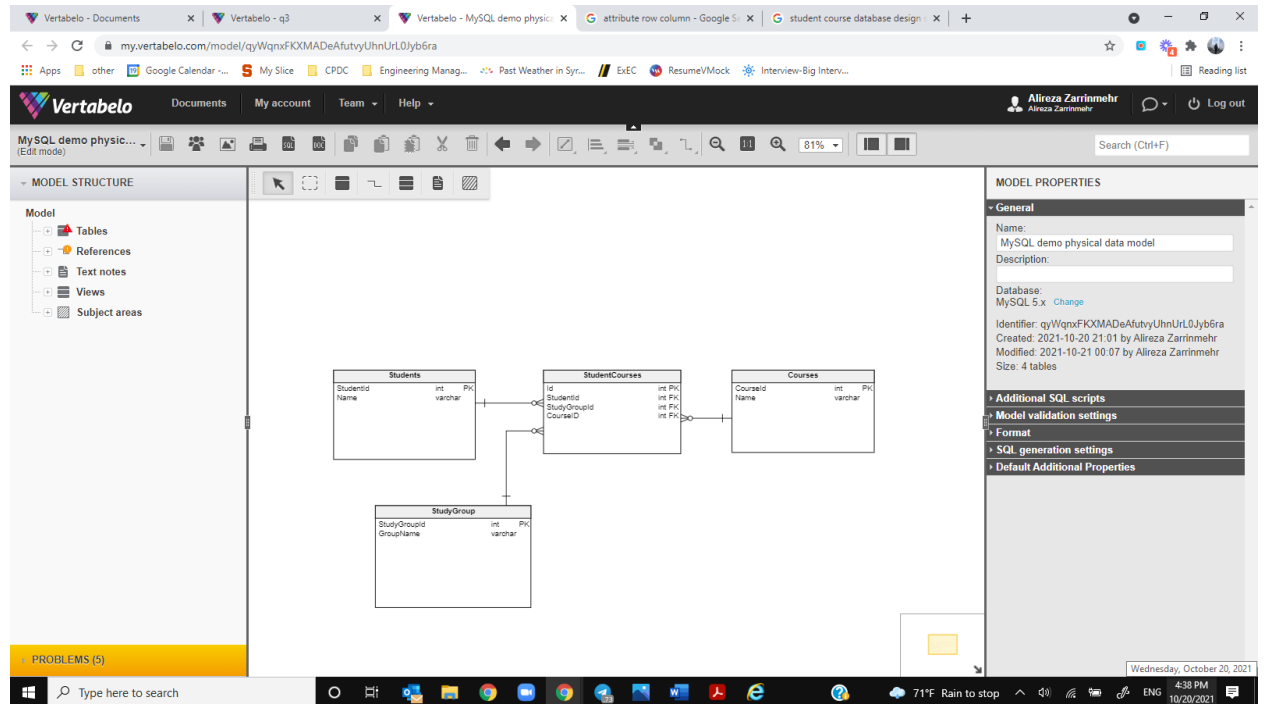 Vertabelo - Documents
Vertabelo - q3
Vertabelo - MySQL demo physic
attribute row column - Google Se
student course database design
my.vertabelo.com/model/qyWqnxFKXMADeAfutvyUhnUrL0Jyb6ra
Apps other Google Calendar -... My Slice CPDC Engineering Manag... Past Weather in Syr... ExEC ResumeVMock Interview-Big Interv... Reading list
Vertabelo Documents My account Team Help Alireza Zarrinmehr Log out
Alireza Zarrinmehr
MySQL demo physic...
(Edit mode)
SQL DOC 1:1 81% Search (Ctrl+F)
MODEL STRUCTURE
Model
Tables
References
Text notes
Views
Subject areas
PROBLEMS (5)
Students
StudentId int PK
Name varchar
StudentCourses
Id int PK
StudentId int FK
StudyGroupId int FK
CourseID int FK
Courses
CourseId int PK
Name varchar
StudyGroup
StudyGroupId int PK
GroupName varchar
MODEL PROPERTIES
General
Name:
MySQL demo physical data model
Description:
Database:
MySQL 5.x Change
Identifier: qyWqnxFKXMADeAfutvyUhnUrL0Jyb6ra
Created: 2021-10-20 21:01 by Alireza Zarrinmehr
Modified: 2021-10-21 00:07 by Alireza Zarrinmehr
Size: 4 tables
Additional SQL scripts
Model validation settings
Format
SQL generation settings
Default Additional Properties
Wednesday, October 20, 2021
Type here to search
71°F Rain to stop
ENG
4:38 PM
10/20/2021